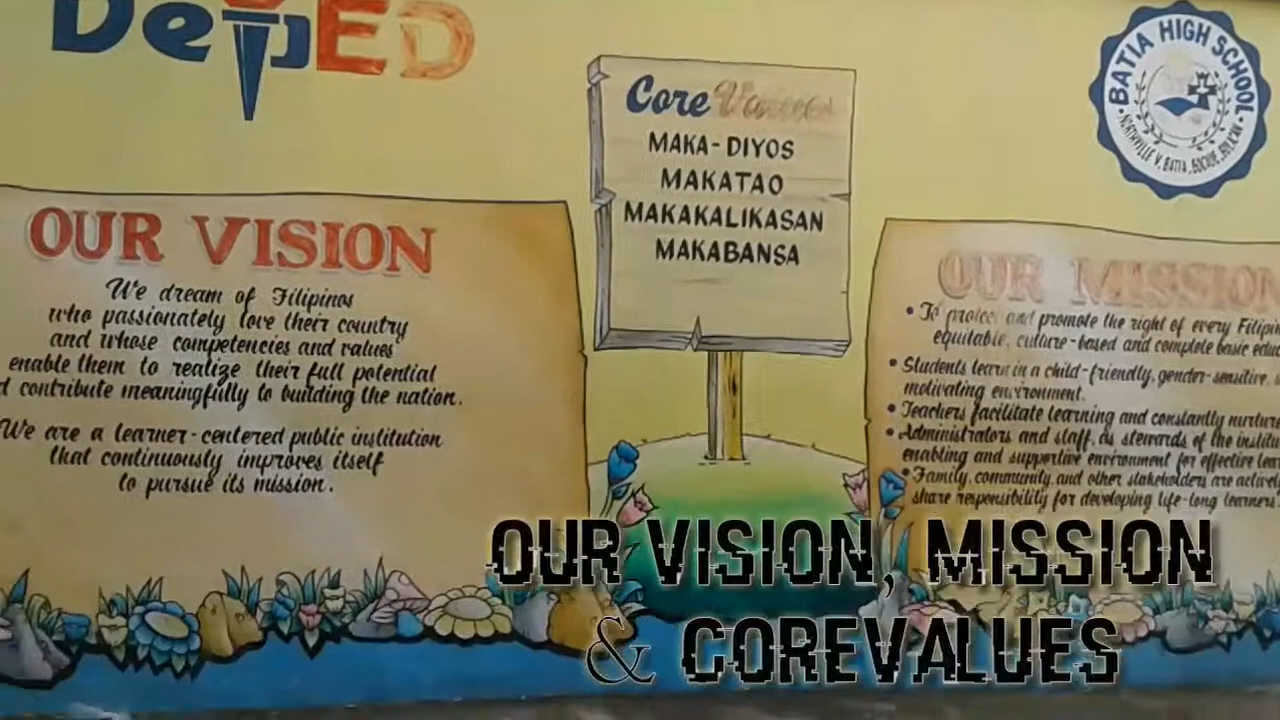 DepED
BATIA HIGH SCHOOL
NORTHVILLE V, BATIA, BOCAUE, BULACAN
Core Values
MAKA-DIYOS
MAKATAO
MAKAKALIKASAN
MAKABANSA
OUR VISION
We dream of Filipinos
who passionately love their country
and whose competencies and values
enable them to realize their full potential
contribute meaningfully to building the nation.
We are a learner-centered public institution
that continuously improves itself
to pursue its mission.
OUR MISSION
• To protect and promote the right of every
equitable, culture-based and complete basic
• Students learn in a child-friendly, gender-sensitive,
motivating environment.
• Teachers facilitate learning and constantly
• Administrators and staff, as stewards of the
enabling and supportive environment for effective
• Family, community, and other stakeholders are
share responsibility for developing life-long learners
OUR VISION, MISSION
& COREVALUES